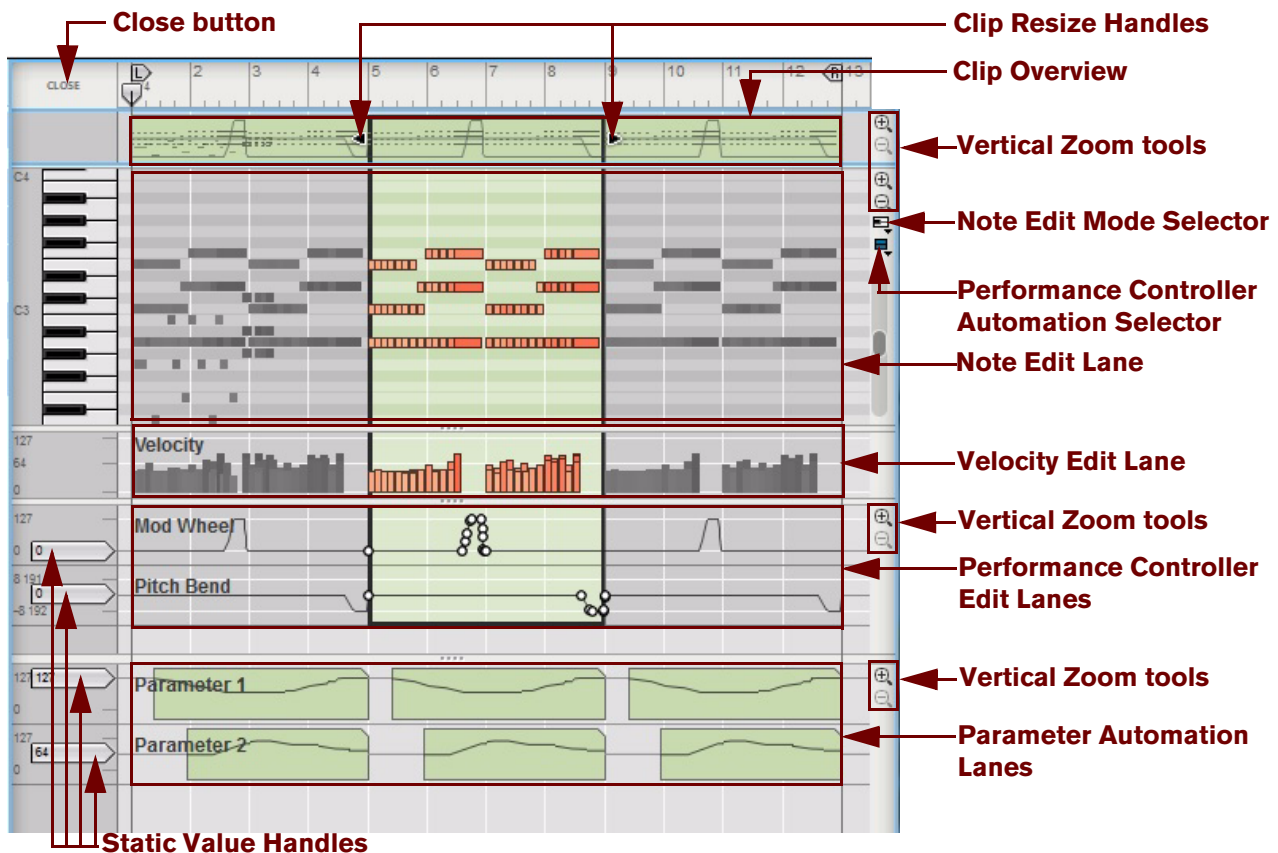 Close button
Clip Resize Handles
CLOSE
L 2 3 4 5 6 7 8 9 10 11 12 R 13
4
Clip Overview
Vertical Zoom tools
C4
Note Edit Mode Selector
C3
Performance Controller
Automation Selector
Note Edit Lane
127
Velocity
64
0
Velocity Edit Lane
127
Mod Wheel
0 0
Vertical Zoom tools
8 191
Pitch Bend
0
-8 192
Performance Controller
Edit Lanes
127 127
Parameter 1
0
Vertical Zoom tools
127
Parameter 2
64
0
Parameter Automation
Lanes
Static Value Handles